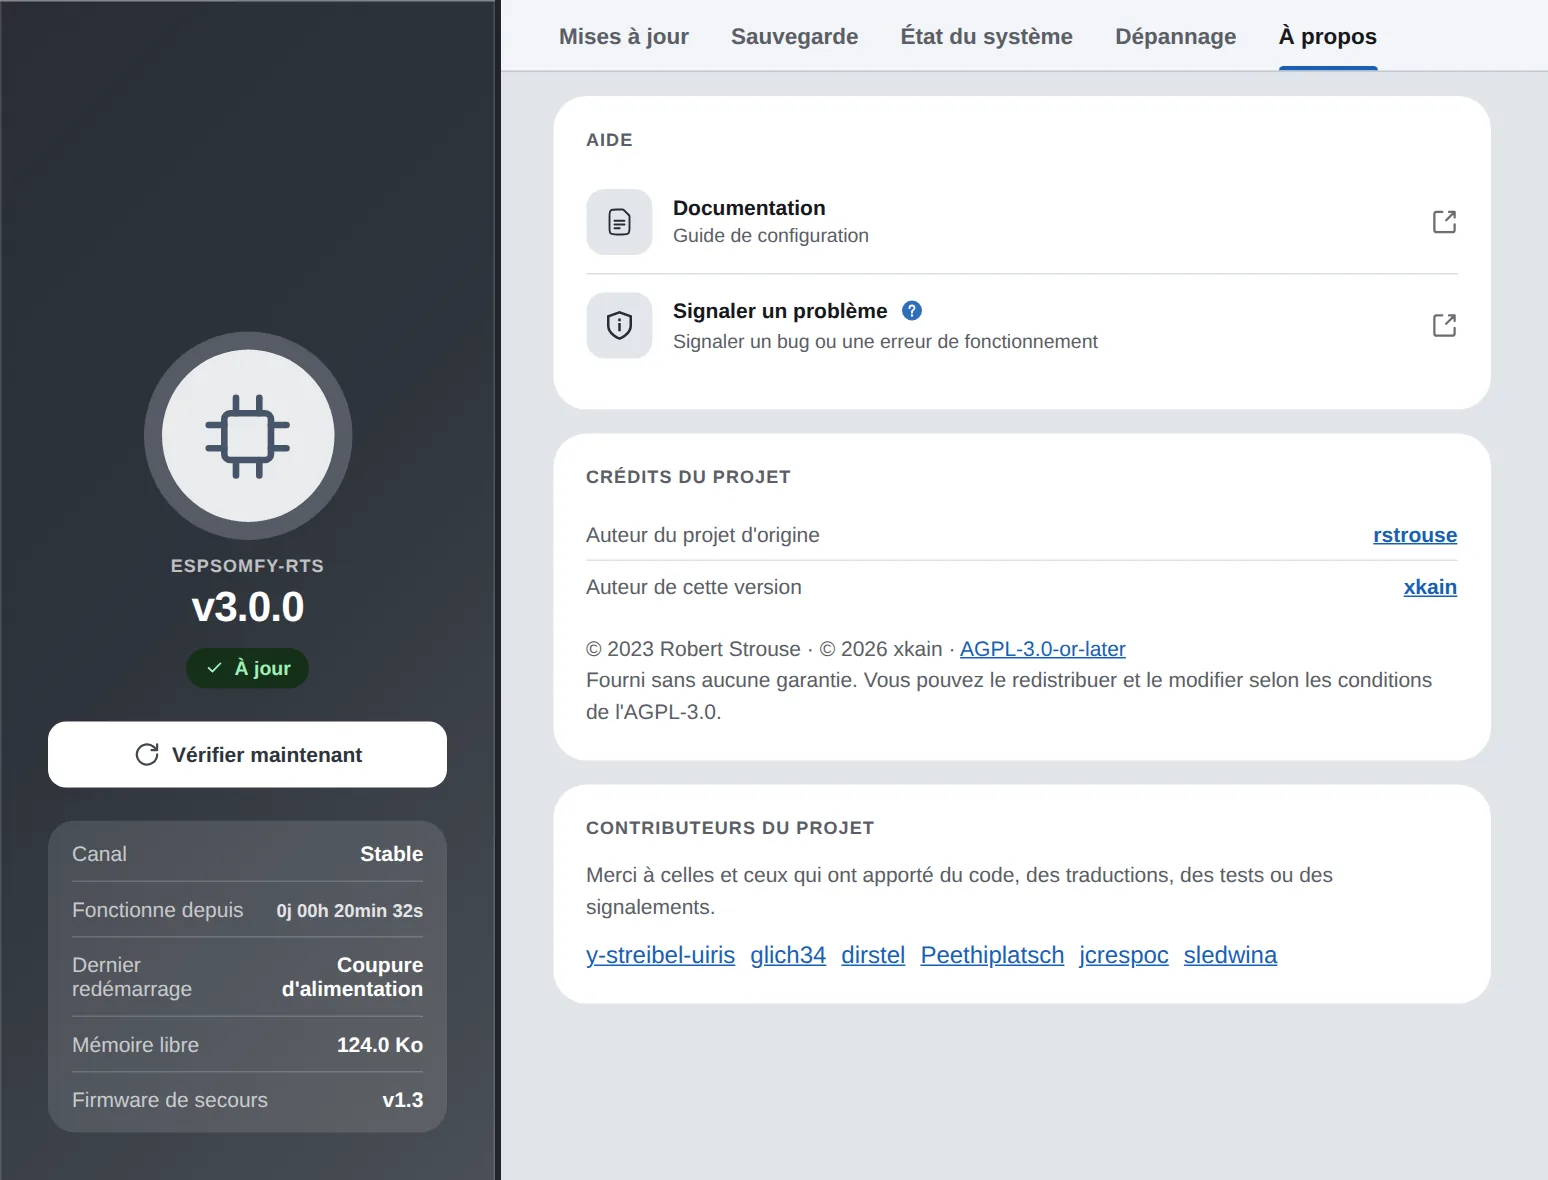 ESPSOMFY-RTS
v3.0.0
À jour
Vérifier maintenant
Canal Stable
Fonctionne depuis 0j 00h 20min 32s
Dernier redémarrage Coupure d'alimentation
Mémoire libre 124.0 Ko
Firmware de secours v1.3
Mises à jour Sauvegarde État du système Dépannage À propos
AIDE
Documentation
Guide de configuration
Signaler un problème ?
Signaler un bug ou une erreur de fonctionnement
CRÉDITS DU PROJET
Auteur du projet d'origine rstrouse
Auteur de cette version xkain
© 2023 Robert Strouse · © 2026 xkain · AGPL-3.0-or-later
Fourni sans aucune garantie. Vous pouvez le redistribuer et le modifier selon les conditions
de l'AGPL-3.0.
CONTRIBUTEURS DU PROJET
Merci à celles et ceux qui ont apporté du code, des traductions, des tests ou des
signalements.
y-streibel-uiris glich34 dirstel Peethiplatsch jcrespoc sledwina